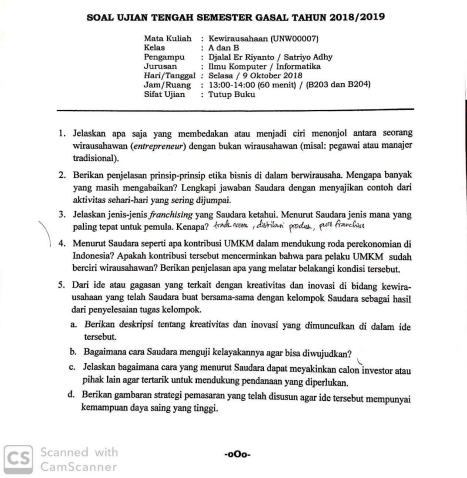 SOAL UJIAN TENGAH SEMESTER GASAL TAHUN 2018/2019
Mata Kuliah : Kewirausahaan (UNW00007)
Kelas : A dan B
Pengampu : Djalal Er Riyanto / Satriyo Adhy
Jurusan : Ilmu Komputer / Informatika
Hari/Tanggal : Selasa / 9 Oktober 2018
Jam/Ruang : 13:00-14:00 (60 menit) / (B203 dan B204)
Sifat Ujian : Tutup Buku
1. Jelaskan apa saja yang membedakan atau menjadi ciri menonjol antara seorang
wirausahawan (entrepreneur) dengan bukan wirausahawan (misal: pegawai atau manajer
tradisional).
2. Berikan penjelasan prinsip-prinsip etika bisnis di dalam berwirausaha. Mengapa banyak
yang masih mengabaikan? Lengkapi jawaban Saudara dengan menyajikan contoh dari
aktivitas sehari-hari yang sering dijumpai.
3. Jelaskan jenis-jenis franchising yang Saudara ketahui. Menurut Saudara jenis mana yang
paling tepat untuk pemula. Kenapa? trade name, distribusi produk, pure franchise
4. Menurut Saudara seperti apa kontribusi UMKM dalam mendukung roda perekonomian di
Indonesia? Apakah kontribusi tersebut mencerminkan bahwa para pelaku UMKM sudah
berciri wirausahawan? Berikan penjelasan apa yang melatar belakangi kondisi tersebut.
5. Dari ide atau gagasan yang terkait dengan kreativitas dan inovasi di bidang kewira-
usahaan yang telah Saudara buat bersama-sama dengan kelompok Saudara sebagai hasil
dari penyelesaian tugas kelompok.
a. Berikan deskripsi tentang kreativitas dan inovasi yang dimunculkan di dalam ide
tersebut.
b. Bagaimana cara Saudara menguji kelayakannya agar bisa diwujudkan?
c. Jelaskan bagaimana cara yang menurut Saudara dapat meyakinkan calon investor atau
pihak lain agar tertarik untuk mendukung pendanaan yang diperlukan.
d. Berikan gambaran strategi pemasaran yang telah disusun agar ide tersebut mempunyai
kemampuan daya saing yang tinggi.
-oOo-
CS Scanned with
CamScanner